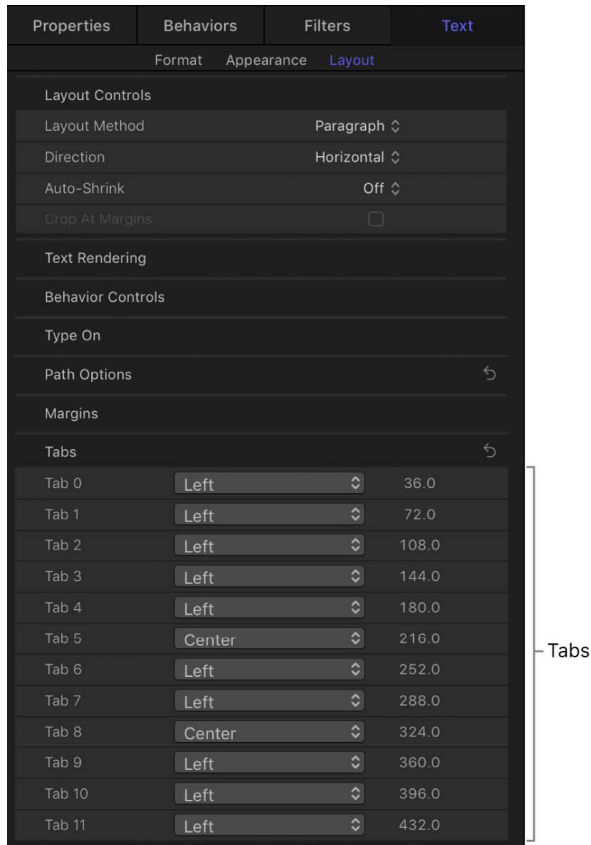 Properties Behaviors Filters Text
Format Appearance Layout
Layout Controls
Layout Method Paragraph
Direction Horizontal
Auto-Shrink Off
Crop At Margins
Text Rendering
Behavior Controls
Type On
Path Options
Margins
Tabs
Tab 0 Left 36.0
Tab 1 Left 72.0
Tab 2 Left 108.0
Tab 3 Left 144.0
Tab 4 Left 180.0
Tab 5 Center 216.0
Tab 6 Left 252.0
Tab 7 Left 288.0
Tab 8 Center 324.0
Tab 9 Left 360.0
Tab 10 Left 396.0
Tab 11 Left 432.0
Tabs